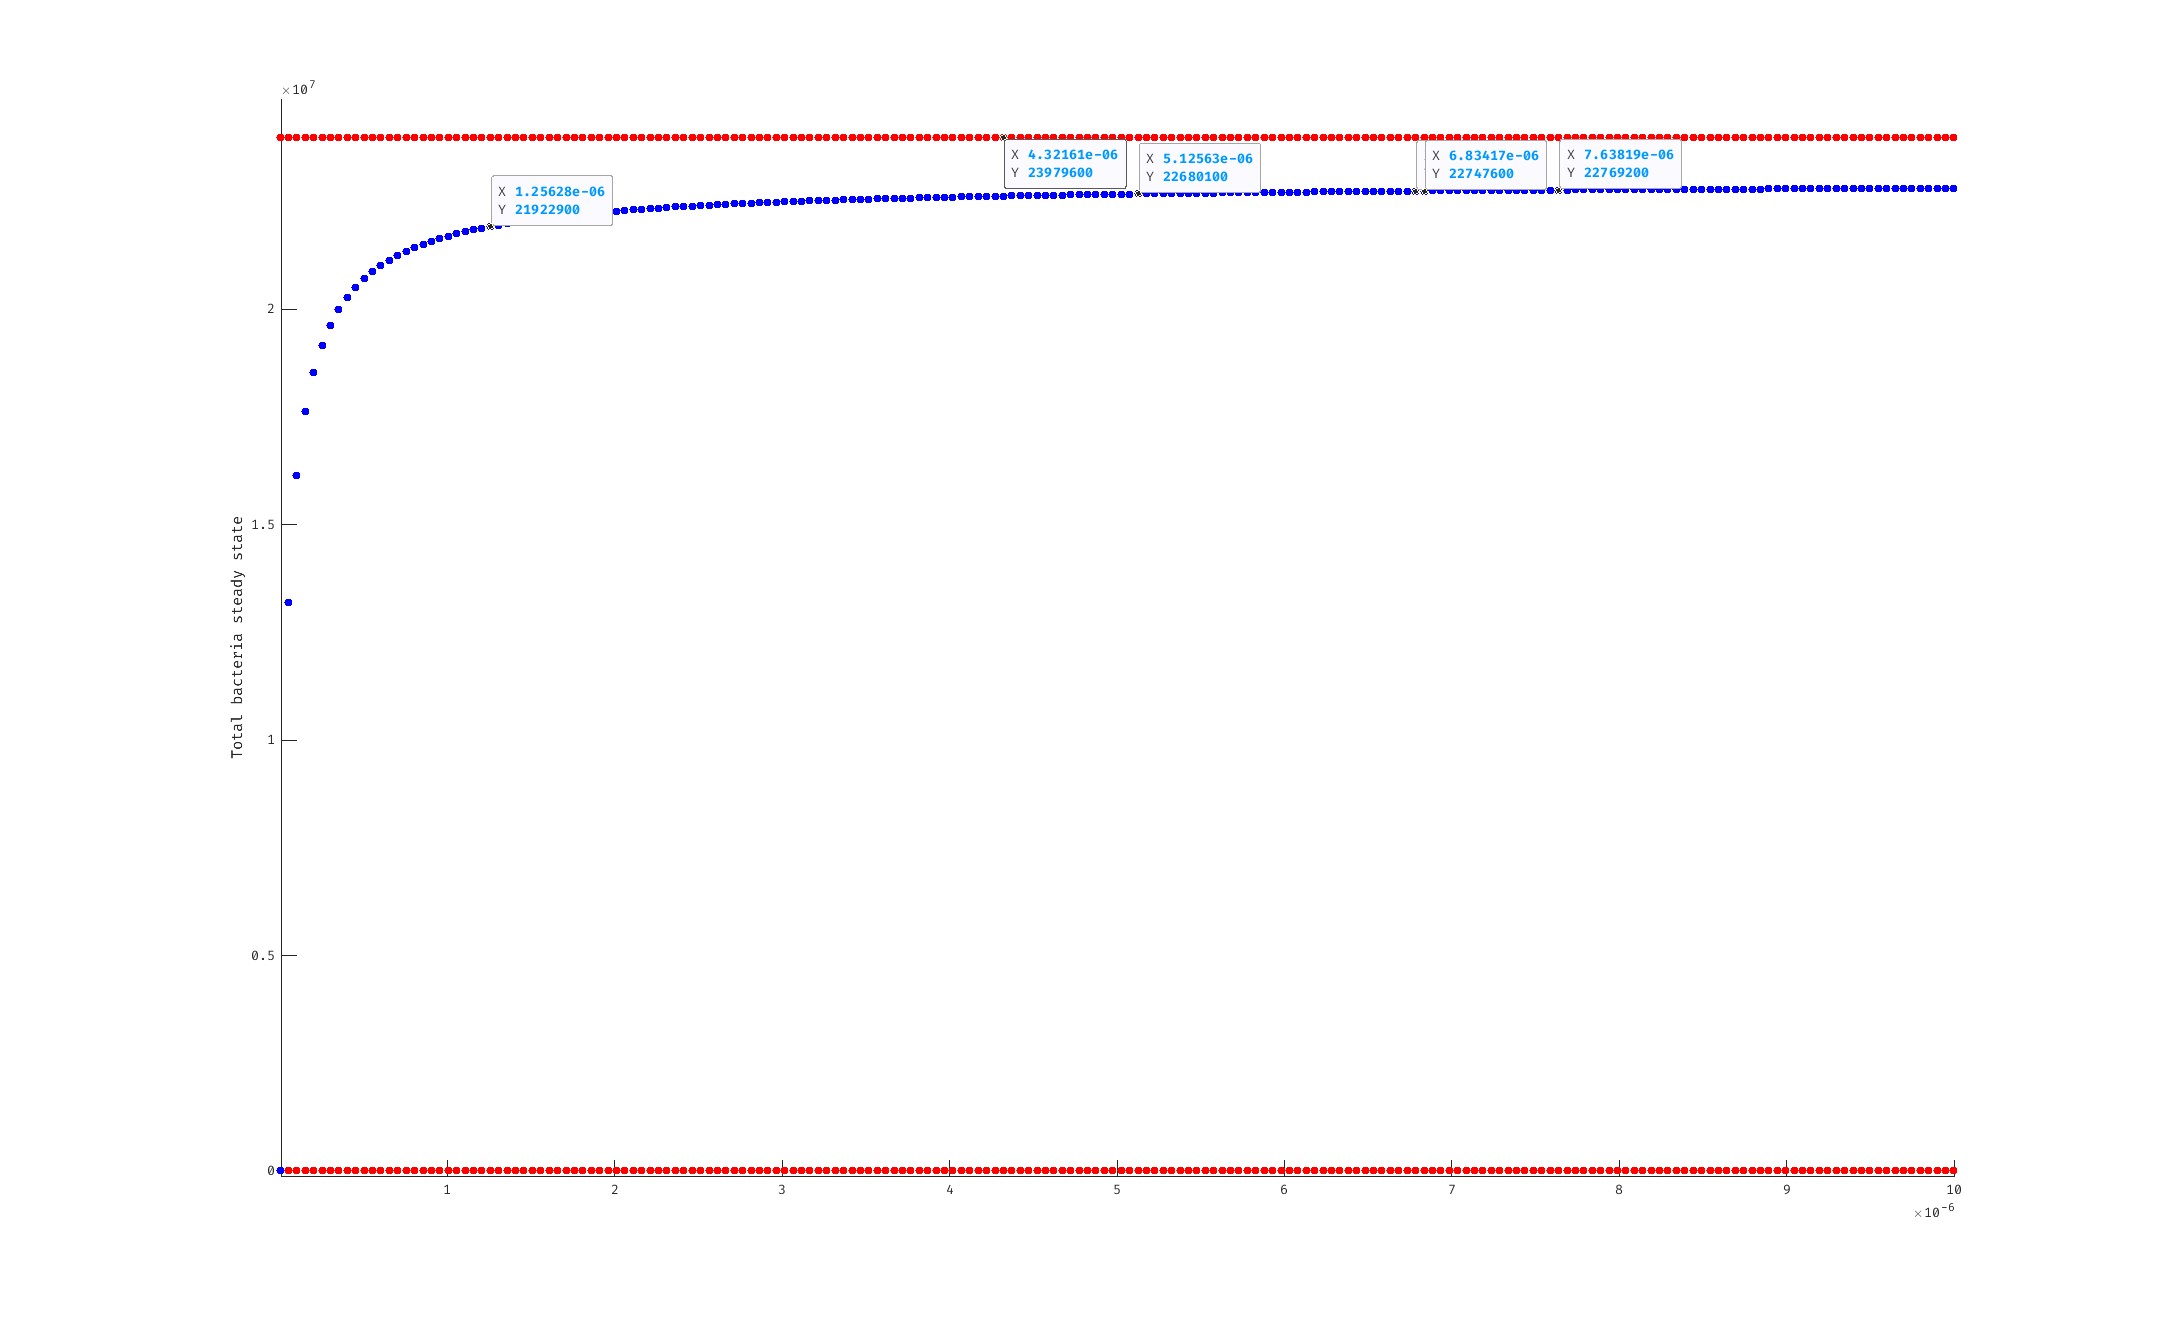 ×10^7
X 4.32161e-06
Y 23979600
X 5.12563e-06
Y 22680100
X 6.83417e-06
Y 22747600
X 7.63819e-06
Y 22769200
X 1.25628e-06
Y 21922900
2
1.5
1
0.5
0
Total bacteria steady state
1 2 3 4 5 6 7 8 9 10
×10^-6